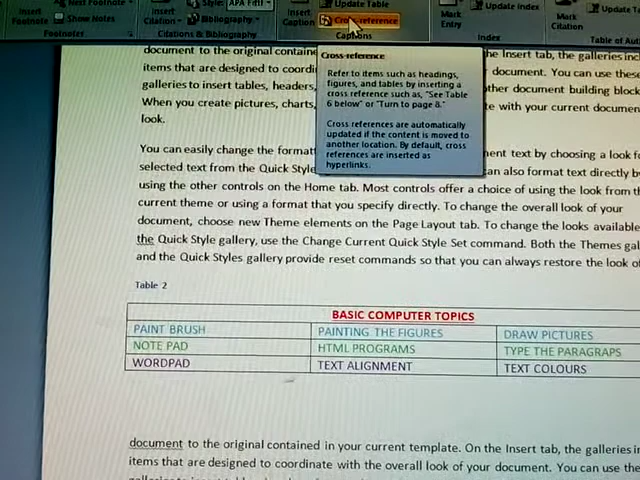 Insert Footnote
Next Footnote
Show Notes
Footnotes
Insert Citation
Style: APA Fifth
Bibliography
Citations & Bibliography
Insert Caption
Update Table
Cross-reference
Captions
Mark Entry
Update Index
Index
Mark Citation
Update Ta
Table of Aut
Cross-reference
Refer to items such as headings,
figures, and tables by inserting a
cross reference such as, "See Table
6 below" or "Turn to page 8."
Cross references are automatically
updated if the content is moved to
another location. By default, cross
references are inserted as
hyperlinks.
document to the original containe the Insert tab, the galleries inc
items that are designed to coordi document. You can use these
galleries to insert tables, headers, ther document building block
When you create pictures, charts, e with your current documen
look.
You can easily change the format ent text by choosing a look fo
selected text from the Quick Style can also format text directly by
using the other controls on the Home tab. Most controls offer a choice of using the look from th
current theme or using a format that you specify directly. To change the overall look of your
document, choose new Theme elements on the Page Layout tab. To change the looks available
the Quick Style gallery, use the Change Current Quick Style Set command. Both the Themes gal
and the Quick Styles gallery provide reset commands so that you can always restore the look of
Table 2
BASIC COMPUTER TOPICS
PAINT BRUSH PAINTING THE FIGURES DRAW PICTURES
NOTE PAD HTML PROGRAMS TYPE THE PARAGRAPS
WORDPAD TEXT ALIGNMENT TEXT COLOURS
document to the original contained in your current template. On the Insert tab, the galleries in
items that are designed to coordinate with the overall look of your document. You can use the